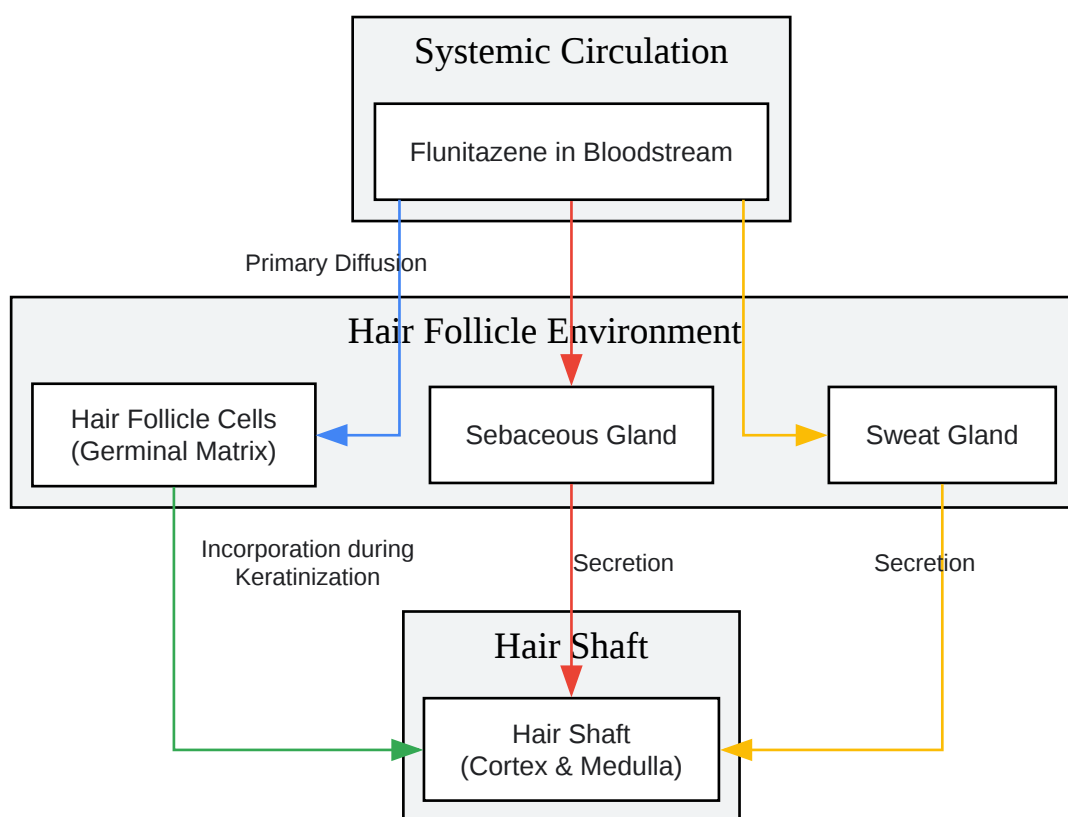 Systemic Circulation
Flunitazene in Bloodstream
Primary Diffusion
Hair Follicle Environment
Hair Follicle Cells
(Germinal Matrix)
Sebaceous Gland
Sweat Gland
Incorporation during
Keratinization
Secretion
Secretion
Hair Shaft
Hair Shaft
(Cortex & Medulla)